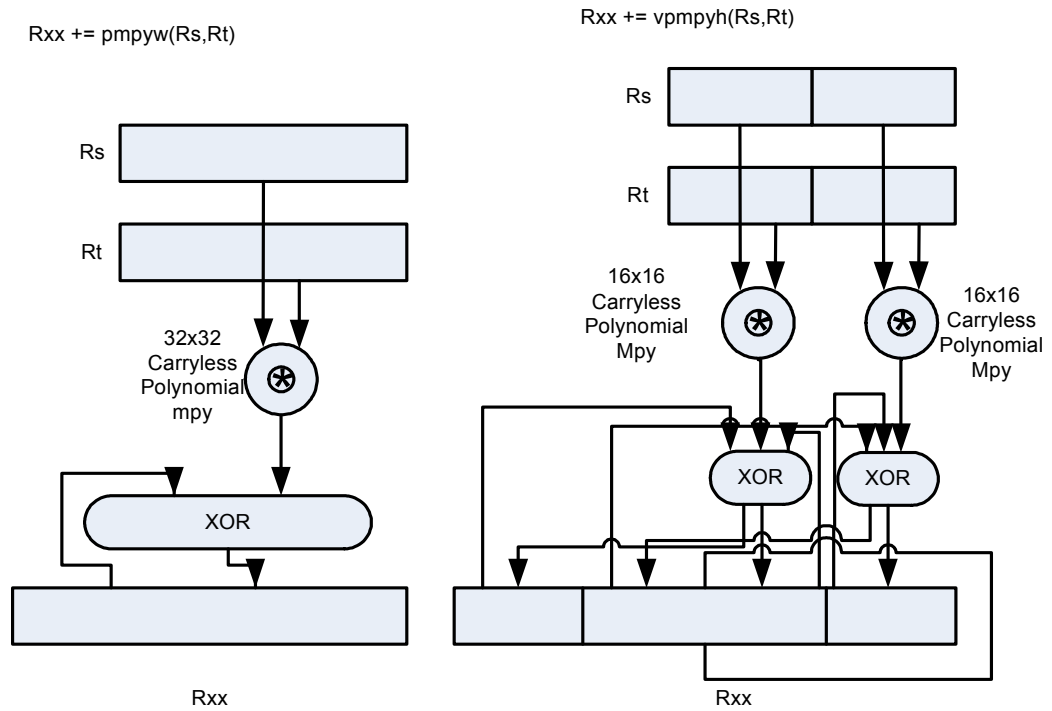 Rxx += pmpyw(Rs,Rt)
Rs
Rt
32x32
Carryless
Polynomial
mpy
*
XOR
Rxx
Rxx += vpmpyh(Rs,Rt)
Rs
Rt
16x16
Carryless
Polynomial
Mpy
*
*
16x16
Carryless
Polynomial
Mpy
XOR
XOR
Rxx